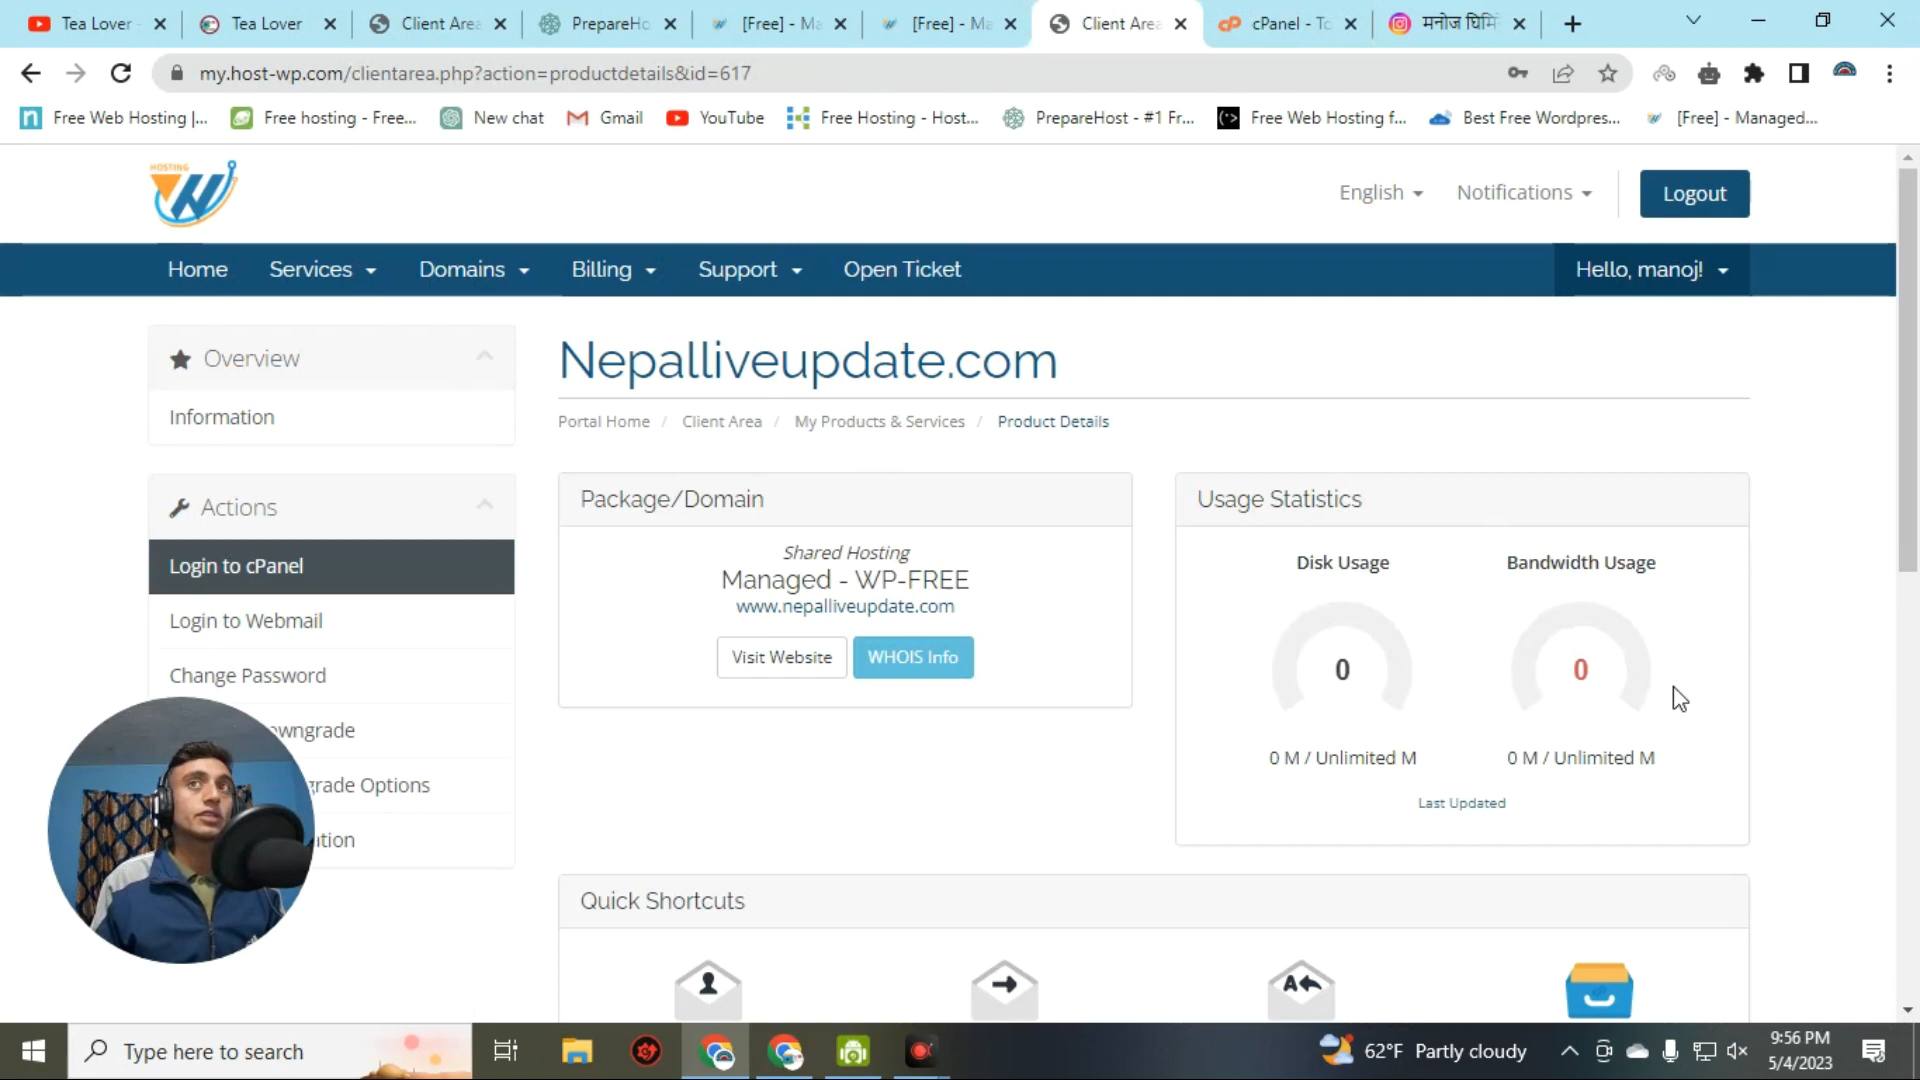 Tea Lover
Tea Lover
Client Area
PrepareHo
[Free] - Ma
[Free] - Ma
Client Area
cPanel - To
मनोज घिमि
my.host-wp.com/clientarea.php?action=productdetails&id=617
Free Web Hosting |...
Free hosting - Free...
New chat
Gmail
YouTube
Free Hosting - Host...
PrepareHost - #1 Fr...
Free Web Hosting f...
Best Free Wordpres...
[Free] - Managed...
HOSTING
English
Notifications
Logout
Home
Services
Domains
Billing
Support
Open Ticket
Hello, manoj!
Overview
Information
Actions
Login to cPanel
Login to Webmail
Change Password
owngrade
grade Options
ation
Nepalliveupdate.com
Portal Home / Client Area / My Products & Services / Product Details
Package/Domain
Shared Hosting
Managed - WP-FREE
www.nepalliveupdate.com
Visit Website
WHOIS Info
Usage Statistics
Disk Usage
Bandwidth Usage
0
0
0 M / Unlimited M
0 M / Unlimited M
Last Updated
Quick Shortcuts
Type here to search
62°F Partly cloudy
9:56 PM
5/4/2023